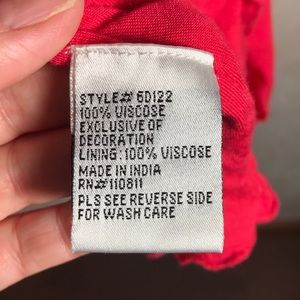 STYLE# 6D122
100% VISCOSE
EXCLUSIVE OF
DECORATION
LINING: 100% VISCOSE
MADE IN INDIA
RN#110811
PLS SEE REVERSE SIDE
FOR WASH CARE